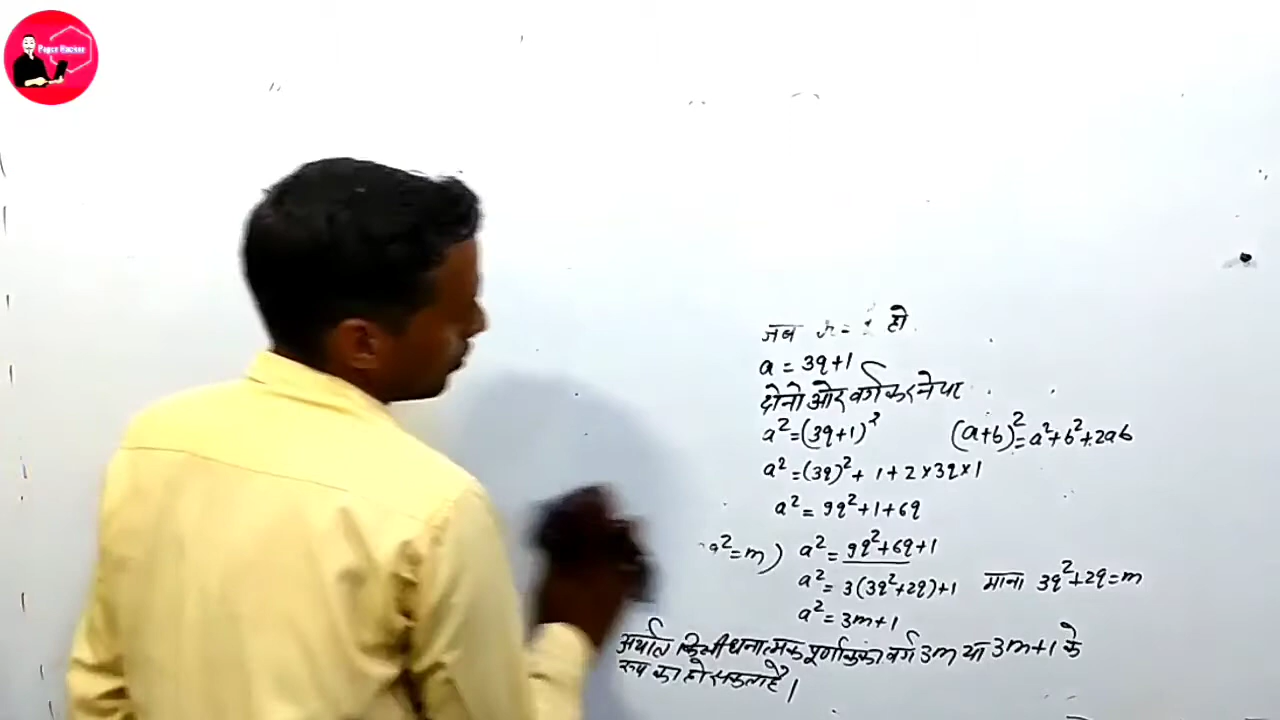 Paper Hacker
जब r = 1 हो
a = 3q+1
दोनो ओर वर्ग करने पर
a² = (3q+1)² (a+b)² = a²+b²+2ab
a² = (3q)² + 1 + 2×3q×1
a² = 9q²+1+6q
a² = m) a² = 9q²+6q+1
a² = 3(3q²+2q)+1 माना 3q²+2q=m
a² = 3m+1
अर्थात किसी धनात्मक पूर्णांक का वर्ग 3m या 3m+1 के
रूप का हो सकता है।